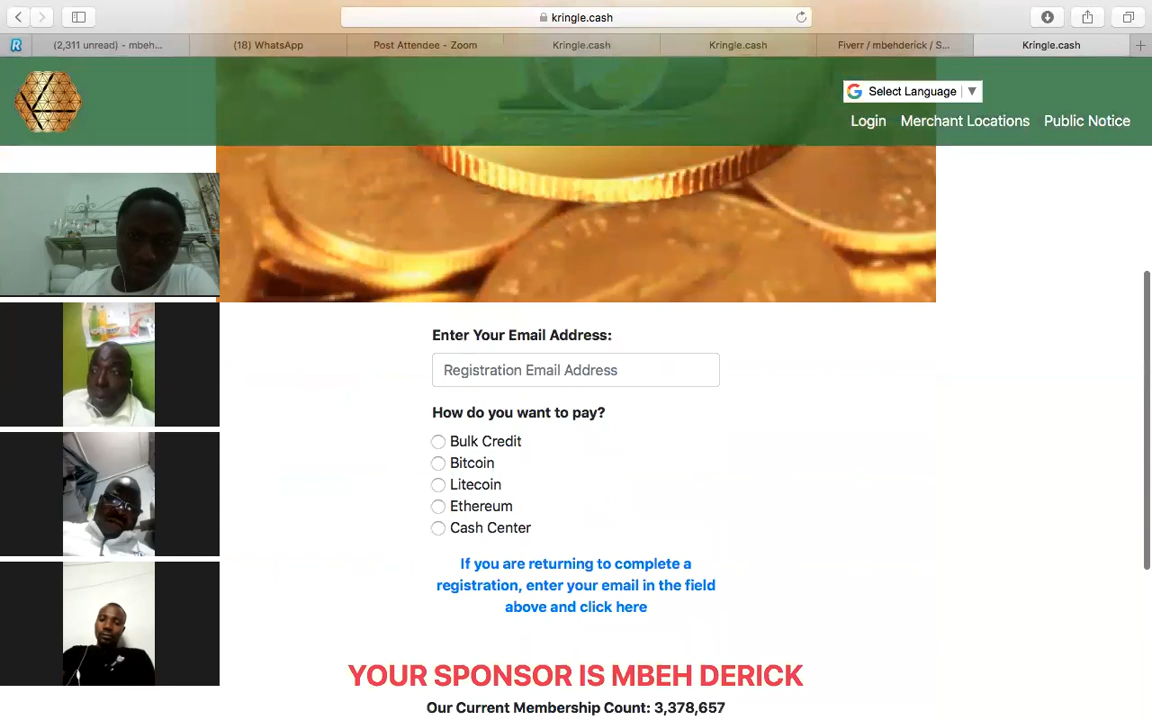 kringle.cash
(2,311 unread) - mbeh...
(18) WhatsApp
Post Attendee - Zoom
Kringle.cash
Kringle.cash
Fiverr / mbehderick / S...
Kringle.cash
Select Language
Login Merchant Locations Public Notice
Enter Your Email Address:
Registration Email Address
How do you want to pay?
Bulk Credit
Bitcoin
Litecoin
Ethereum
Cash Center
If you are returning to complete a
registration, enter your email in the field
above and click here
YOUR SPONSOR IS MBEH DERICK
Our Current Membership Count: 3,378,657